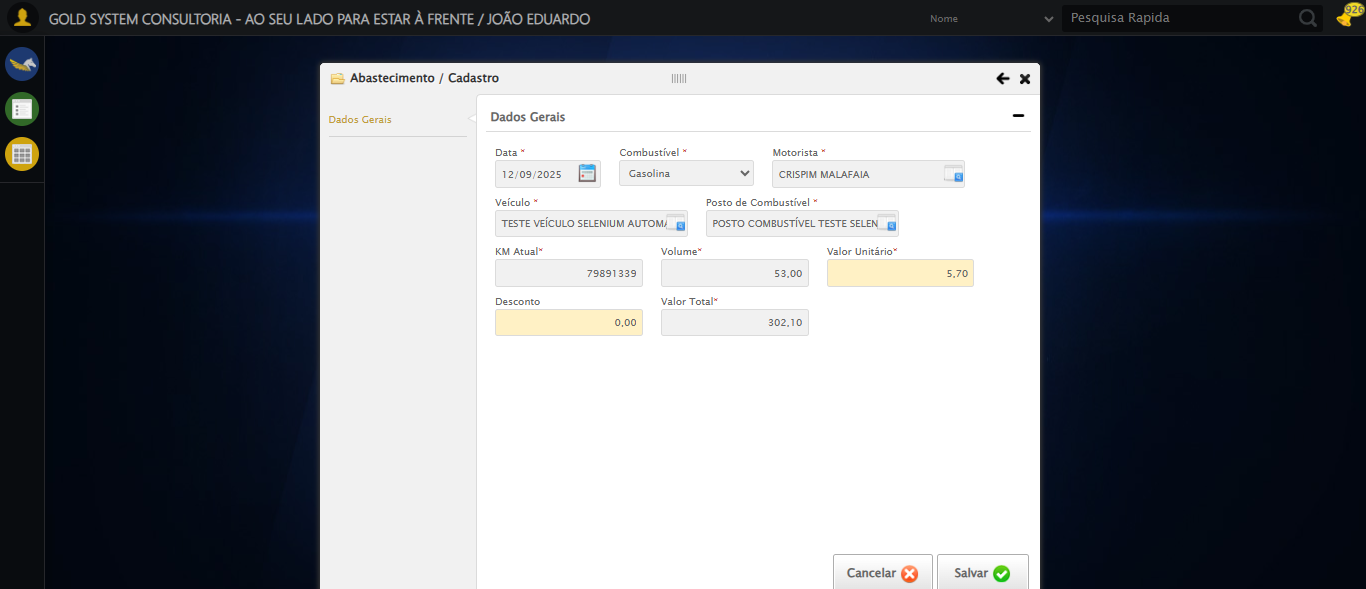 GOLD SYSTEM CONSULTORIA - AO SEU LADO PARA ESTAR À FRENTE / JOÃO EDUARDO
Nome
Pesquisa Rapida
926
Abastecimento / Cadastro
Dados Gerais
Dados Gerais
Data * Combustível * Motorista *
12/09/2025 Gasolina CRISPIM MALAFAIA
Veículo * Posto de Combustível *
TESTE VEÍCULO SELENIUM AUTOMA POSTO COMBUSTÍVEL TESTE SELEN
KM Atual* Volume* Valor Unitário*
79891339 53,00 5,70
Desconto Valor Total*
0,00 302,10
Cancelar Salvar